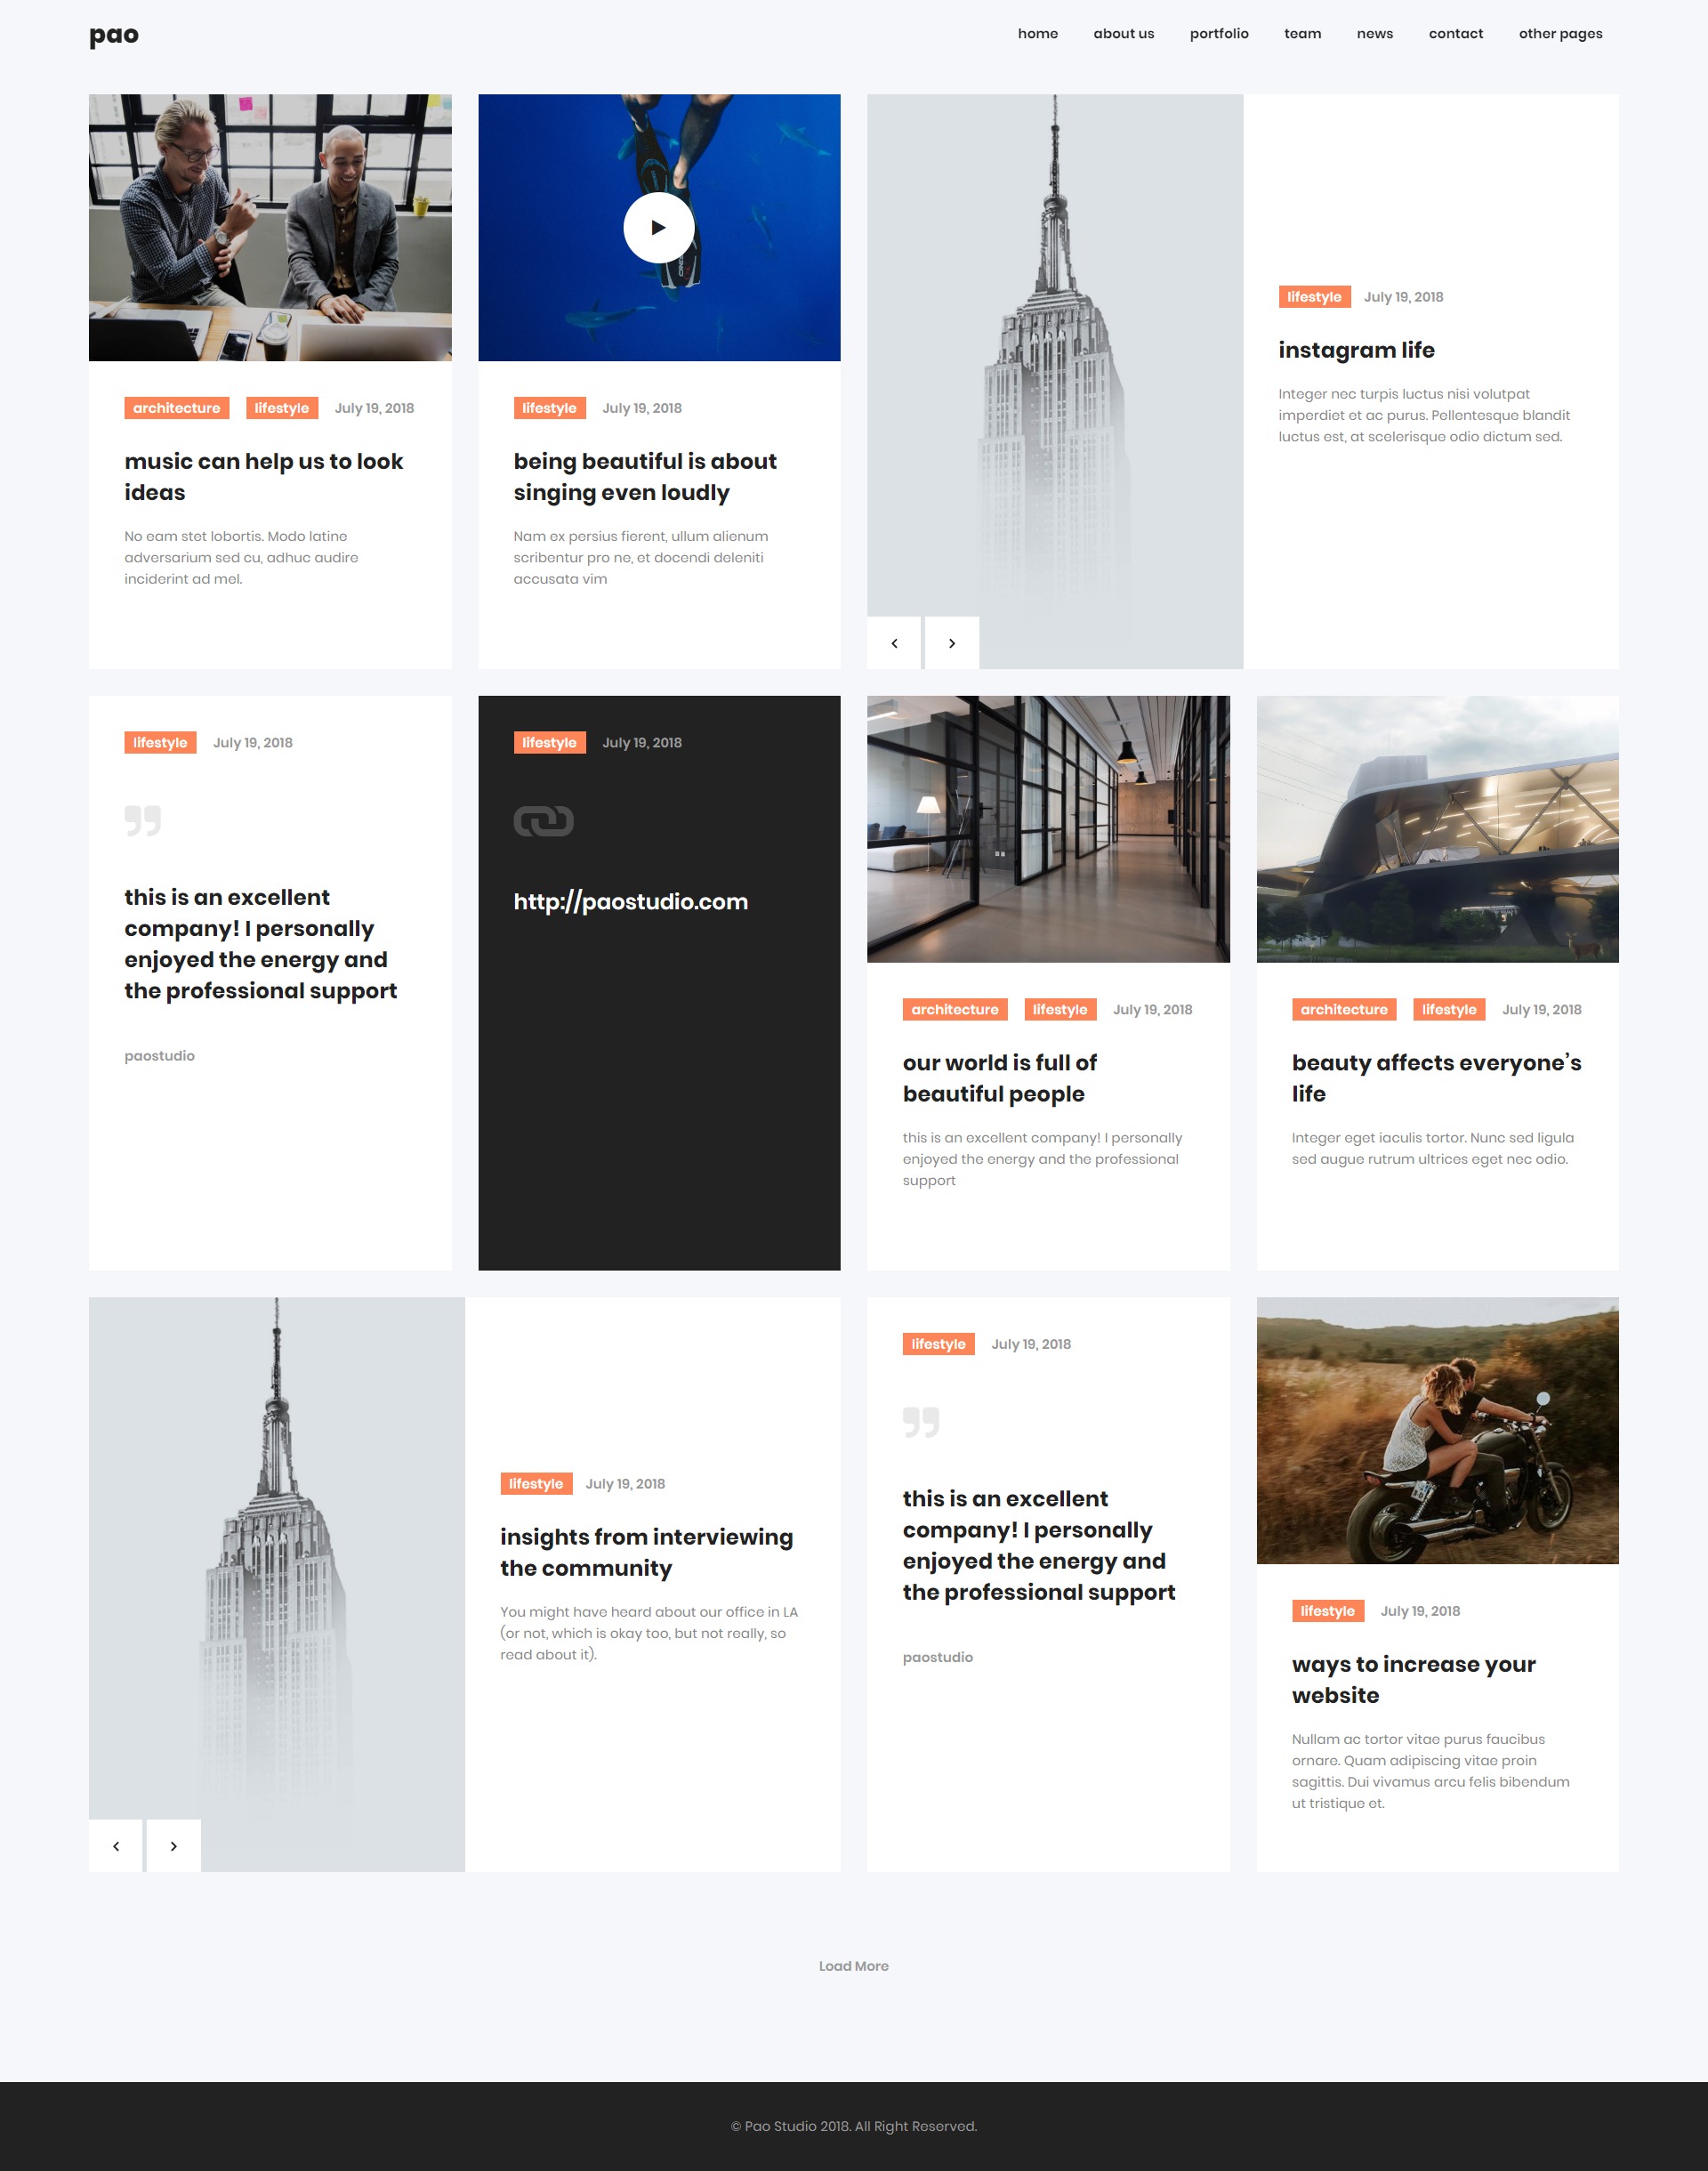 pao
home about us portfolio team news contact other pages
architecture lifestyle July 19, 2018
music can help us to look
ideas
No eam stet lobortis. Modo latine
adversarium sed cu, adhuc audire
inciderint ad mel.
lifestyle July 19, 2018
being beautiful is about
singing even loudly
Nam ex persius fierent, ullum alienum
scribentur pro ne, et docendi deleniti
accusata vim
lifestyle July 19, 2018
instagram life
Integer nec turpis luctus nisi volutpat
imperdiet et ac purus. Pellentesque blandit
luctus est, at scelerisque odio dictum sed.
lifestyle July 19, 2018
this is an excellent
company! I personally
enjoyed the energy and
the professional support
paostudio
lifestyle July 19, 2018
http://paostudio.com
architecture lifestyle July 19, 2018
our world is full of
beautiful people
this is an excellent company! I personally
enjoyed the energy and the professional
support
architecture lifestyle July 19, 2018
beauty affects everyone’s
life
Integer eget iaculis tortor. Nunc sed ligula
sed augue rutrum ultrices eget nec odio.
lifestyle July 19, 2018
insights from interviewing
the community
You might have heard about our office in LA
(or not, which is okay too, but not really, so
read about it).
lifestyle July 19, 2018
this is an excellent
company! I personally
enjoyed the energy and
the professional support
paostudio
lifestyle July 19, 2018
ways to increase your
website
Nullam ac tortor vitae purus faucibus
ornare. Quam adipiscing vitae proin
sagittis. Dui vivamus arcu felis bibendum
ut tristique et.
Load More
© Pao Studio 2018. All Right Reserved.